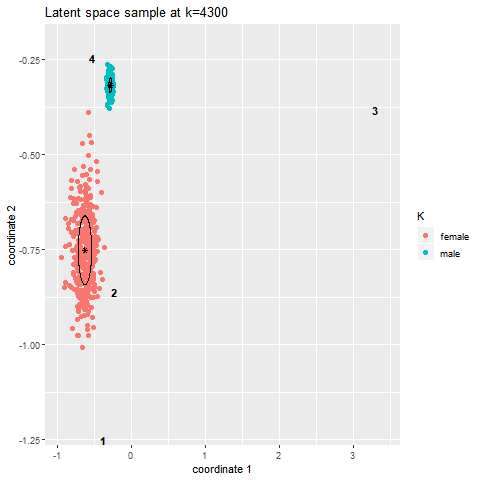 Latent space sample at k=4300
4
3
2
1
-0.25
-0.50
-0.75
-1.00
-1.25
-1
0
1
2
3
coordinate 1
coordinate 2
K
female
male